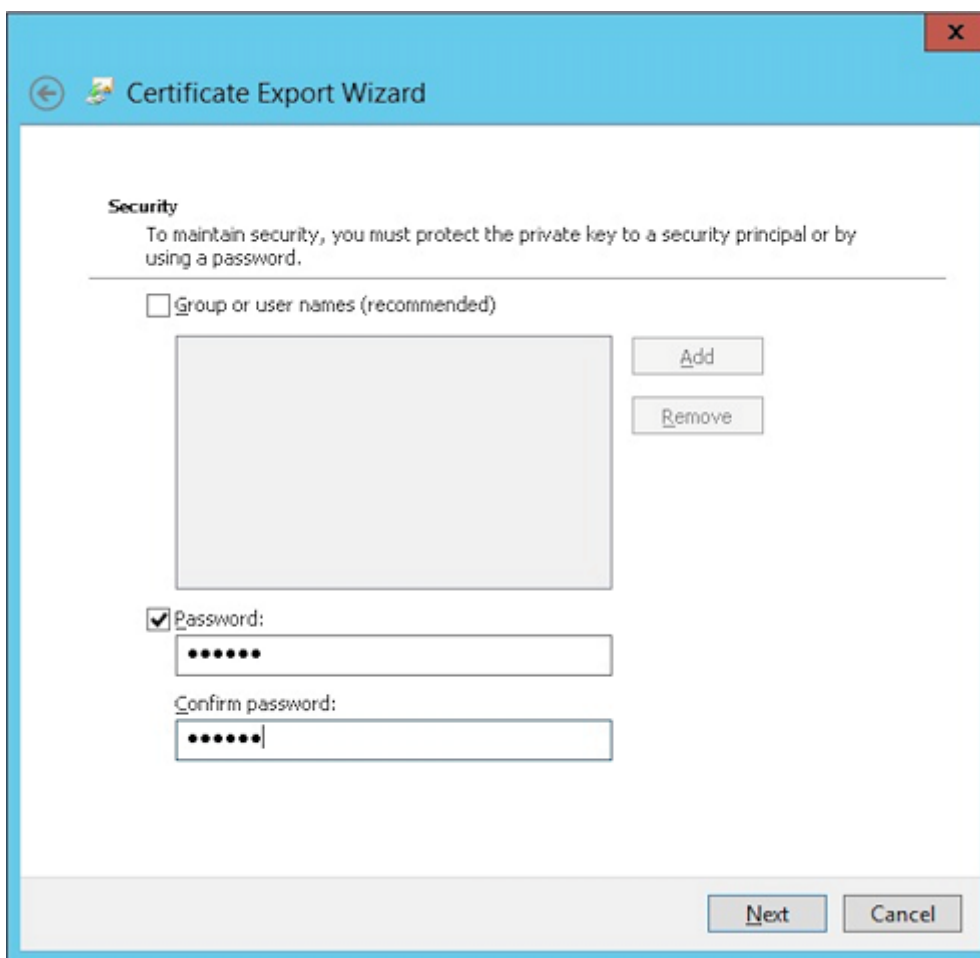 x
Certificate Export Wizard
Security
To maintain security, you must protect the private key to a security principal or by
using a password.
Group or user names (recommended)
Add
Remove
Password:
••••••
Confirm password:
••••••
Next
Cancel